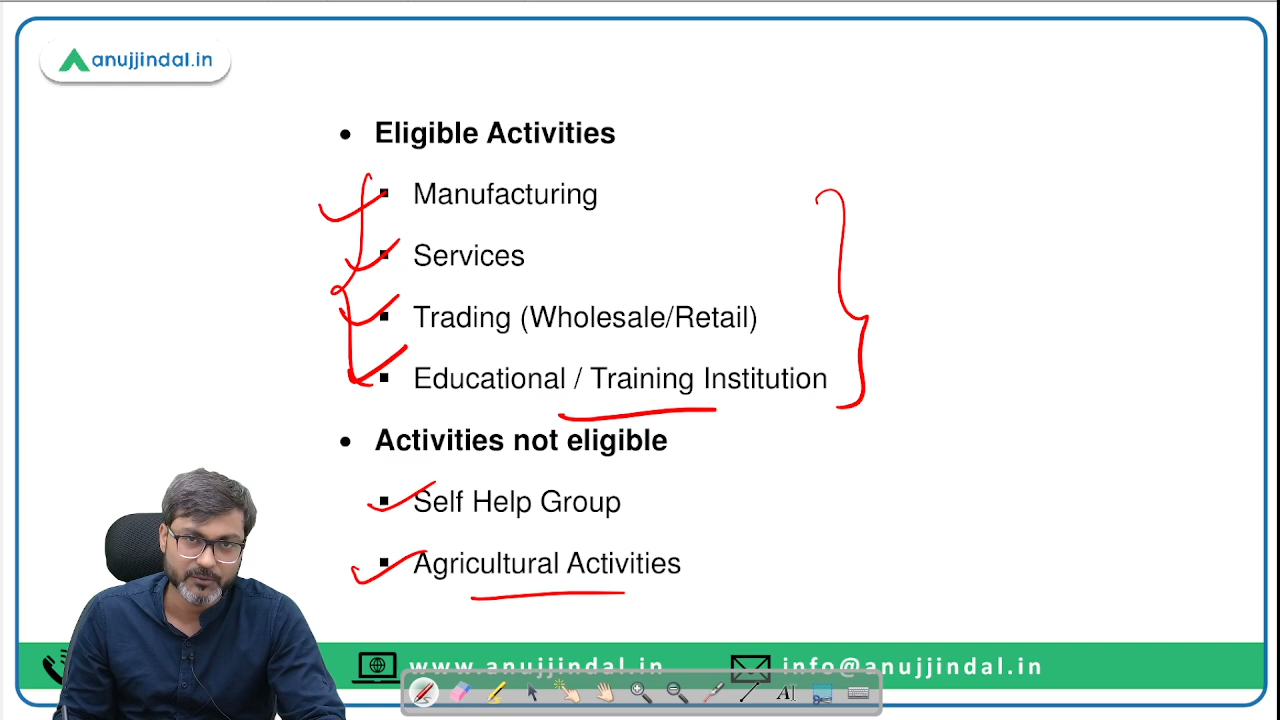 anujjindal.in
• Eligible Activities
▪ Manufacturing
▪ Services
▪ Trading (Wholesale/Retail)
▪ Educational / Training Institution
• Activities not eligible
▪ Self Help Group
▪ Agricultural Activities
www.anujjindal.in info@anujjindal.in
A